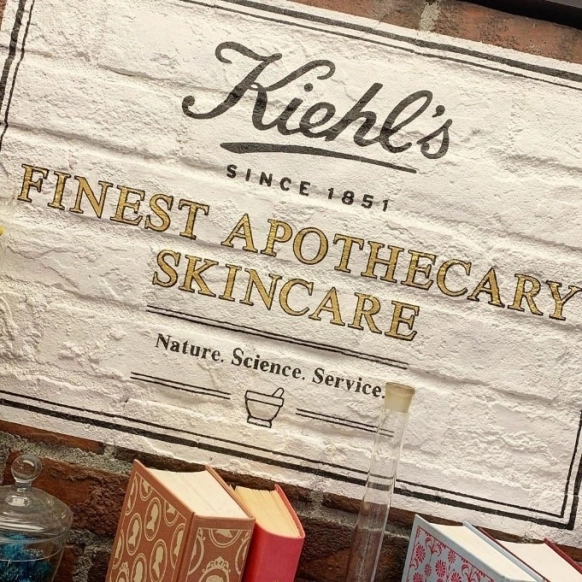 Kiehl's
SINCE 1851
FINEST APOTHECARY
SKINCARE
Nature. Science. Service.